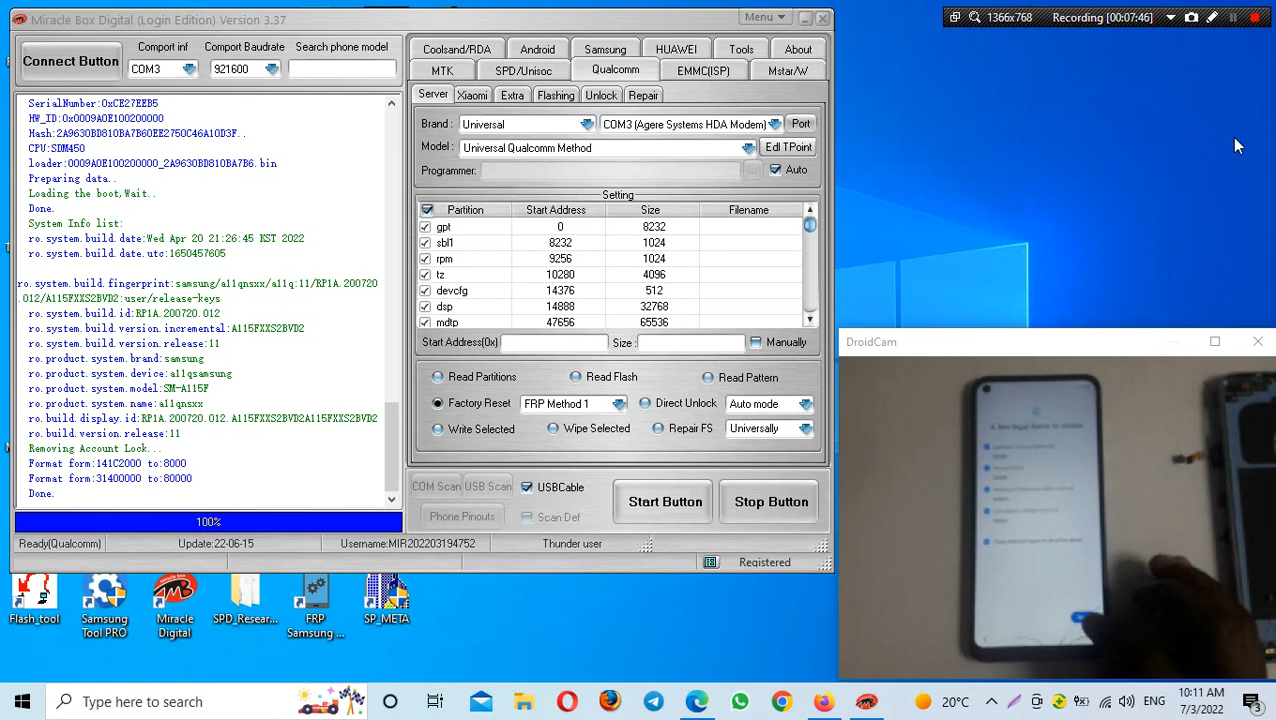 Miracle Box Digital (Login Edition) Version 3.37
Menu
1366x768
Recording [00:07:46]
Connect Button
Comport inf
Comport Baudrate
Search phone model
COM3
921600
SerialNumber:0xCE27EEB5
HW_ID:0x0009A0E100200000
Hash:2A9630BD810BA7B60EE2750C46A10D3F..
CPU:SDM450
loader:0009A0E100200000_2A9630BD810BA7B6.bin
Preparing data..
Loading the boot,Wait..
Done.
System Info list:
ro.system.build.date:Wed Apr 20 21:26:45 KST 2022
ro.system.build.date.utc:1650457605
ro.system.build.fingerprint:samsung/a11qnsxx/a11q:11/RP1A.200720
.012/A115FXXS2BVD2:user/release-keys
ro.system.build.id:RP1A.200720.012
ro.system.build.version.incremental:A115FXXS2BVD2
ro.system.build.version.release:11
ro.product.system.brand:samsung
ro.product.system.device:a11qsamsung
ro.product.system.model:SM-A115F
ro.product.system.name:a11qnsxx
ro.build.display.id:RP1A.200720.012.A115FXXS2BVD2A115FXXS2BVD2
ro.build.version.release:11
Removing Account Lock...
Format form:141C2000 to:8000
Format form:31400000 to:80000
Done.
100%
Coolsand/RDA
Android
Samsung
HUAWEI
Tools
About
MTK
SPD/Unisoc
Qualcomm
EMMC(ISP)
Mstar/W
Server
Xiaomi
Extra
Flashing
Unlock
Repair
Brand :
Universal
COM3 (Agere Systems HDA Modem)
Port
Model :
Universal Qualcomm Method
Edl TPoint
Programmer:
...
Auto
Setting
Partition
Start Address
Size
Filename
gpt
0
8232
sbl1
8232
1024
rpm
9256
1024
tz
10280
4096
devcfg
14376
512
dsp
14888
32768
mdtp
47656
65536
Start Address(0x)
Size :
Manually
Read Partitions
Read Flash
Read Pattern
Factory Reset
FRP Method 1
Direct Unlock
Auto mode
Write Selected
Wipe Selected
Repair FS
Universally
COM Scan
USB Scan
USBCable
Phone Pinouts
Scan Def
Start Button
Stop Button
Ready(Qualcomm)
Update:22-06-15
Username:MIR202203194752
Thunder user
Registered
DroidCam
Flash_tool
Samsung
Tool PRO
Miracle
Digital
SPD_Resear...
FRP
Samsung ...
SP_META
Type here to search
20°C
ENG
10:11 AM
7/3/2022
3